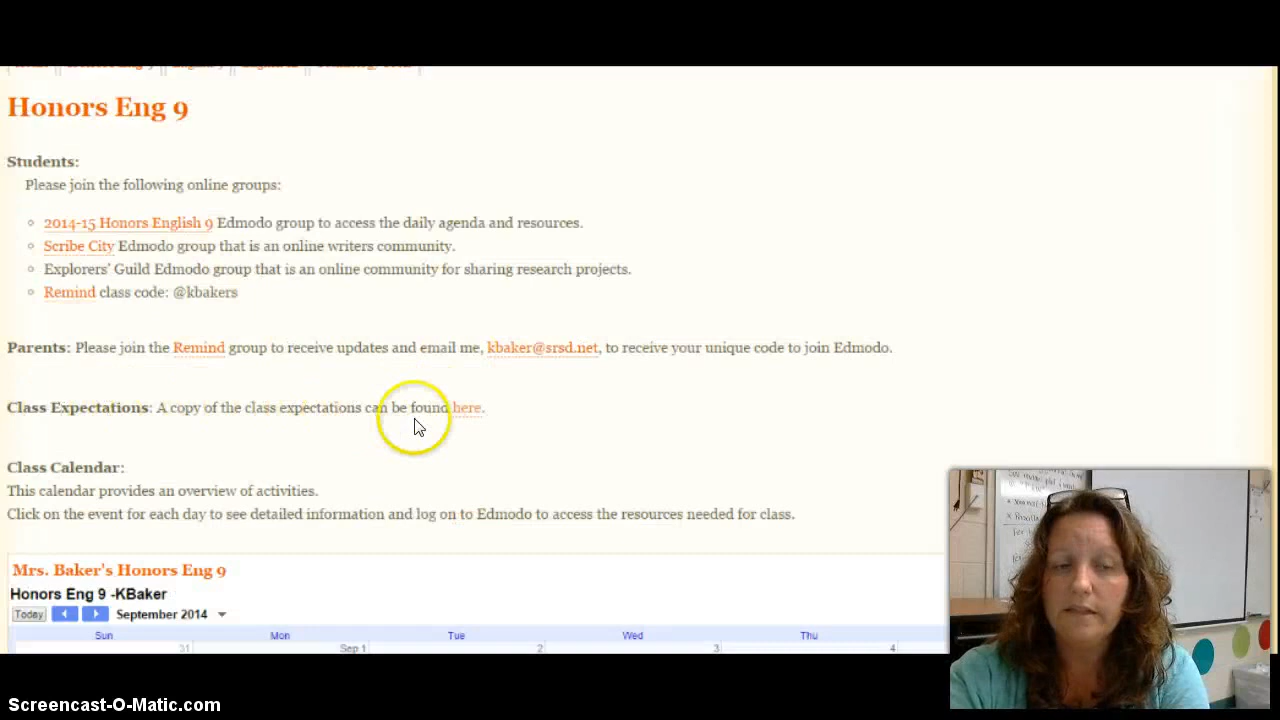 Honors Eng 9
Students:
Please join the following online groups:
2014-15 Honors English 9 Edmodo group to access the daily agenda and resources.
Scribe City Edmodo group that is an online writers community.
Explorers' Guild Edmodo group that is an online community for sharing research projects.
Remind class code: @kbakers
Parents: Please join the Remind group to receive updates and email me, kbaker@srsd.net, to receive your unique code to join Edmodo.
Class Expectations: A copy of the class expectations can be found here.
Class Calendar:
This calendar provides an overview of activities.
Click on the event for each day to see detailed information and log on to Edmodo to access the resources needed for class.
Mrs. Baker's Honors Eng 9
Honors Eng 9 -KBaker
Today September 2014
Sun Mon Tue Wed Thu
31 Sep 1 2 3 4
Screencast-O-Matic.com